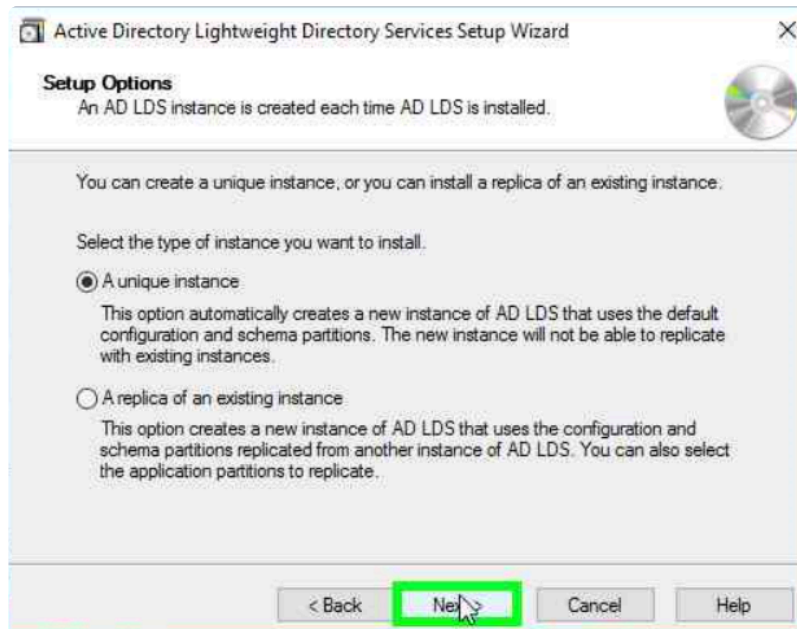 Active Directory Lightweight Directory Services Setup Wizard
Setup Options
An AD LDS instance is created each time AD LDS is installed.
You can create a unique instance, or you can install a replica of an existing instance.
Select the type of instance you want to install.
A unique instance
This option automatically creates a new instance of AD LDS that uses the default
configuration and schema partitions. The new instance will not be able to replicate
with existing instances.
A replica of an existing instance
This option creates a new instance of AD LDS that uses the configuration and
schema partitions replicated from another instance of AD LDS. You can also select
the application partitions to replicate.
< Back Next > Cancel Help